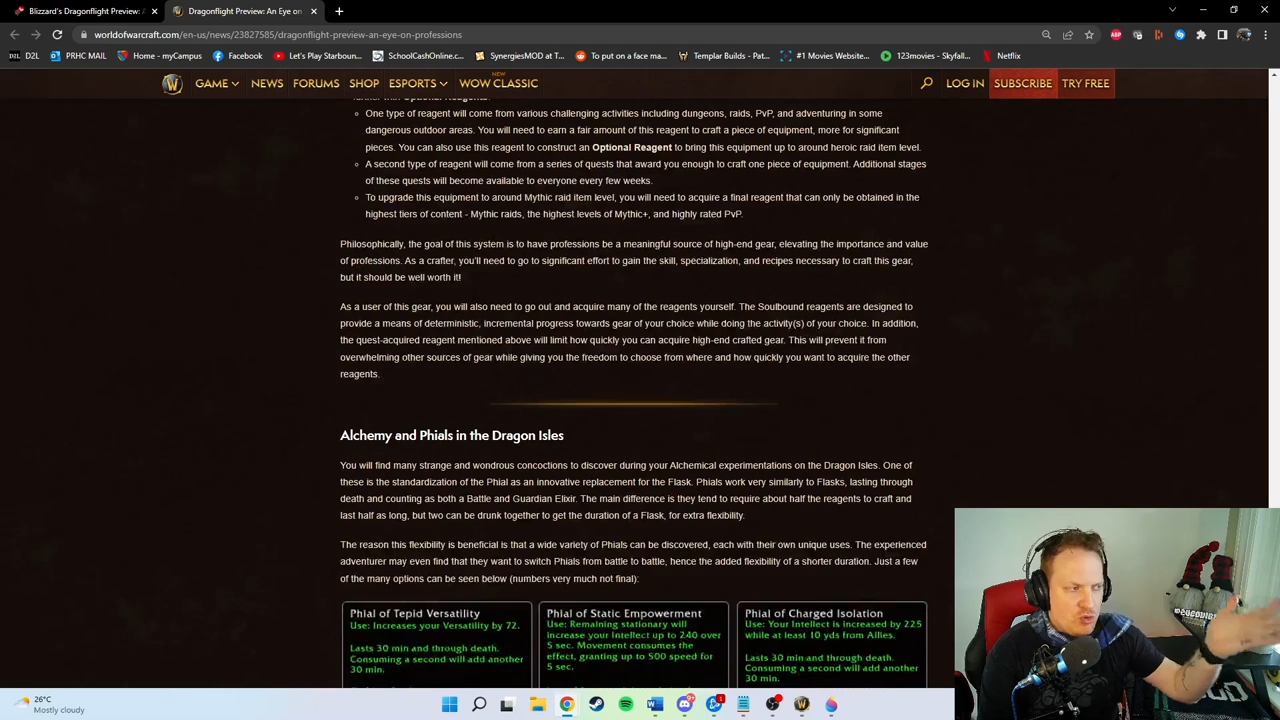 Blizzard's Dragonflight Preview: A
Dragonflight Preview: An Eye on
worldofwarcraft.com/en-us/news/23827585/dragonflight-preview-an-eye-on-professions
D2L
PRHC MAIL
Home - myCampus
Facebook
Let's Play Starboun...
SchoolCashOnline.c...
SynergiesMOD at T...
To put on a face ma...
Templar Builds - Pat...
#1 Movies Website...
123movies - Skyfall...
Netflix
GAME
NEWS
FORUMS
SHOP
ESPORTS
NEW
WOW CLASSIC
LOG IN
SUBSCRIBE
TRY FREE
One type of reagent will come from various challenging activities including dungeons, raids, PvP, and adventuring in some
dangerous outdoor areas. You will need to earn a fair amount of this reagent to craft a piece of equipment, more for significant
pieces. You can also use this reagent to construct an Optional Reagent to bring this equipment up to around heroic raid item level.
A second type of reagent will come from a series of quests that award you enough to craft one piece of equipment. Additional stages
of these quests will become available to everyone every few weeks.
To upgrade this equipment to around Mythic raid item level, you will need to acquire a final reagent that can only be obtained in the
highest tiers of content - Mythic raids, the highest levels of Mythic+, and highly rated PvP.
Philosophically, the goal of this system is to have professions be a meaningful source of high-end gear, elevating the importance and value
of professions. As a crafter, you'll need to go to significant effort to gain the skill, specialization, and recipes necessary to craft this gear,
but it should be well worth it!
As a user of this gear, you will also need to go out and acquire many of the reagents yourself. The Soulbound reagents are designed to
provide a means of deterministic, incremental progress towards gear of your choice while doing the activity(s) of your choice. In addition,
the quest-acquired reagent mentioned above will limit how quickly you can acquire high-end crafted gear. This will prevent it from
overwhelming other sources of gear while giving you the freedom to choose from where and how quickly you want to acquire the other
reagents.
Alchemy and Phials in the Dragon Isles
You will find many strange and wondrous concoctions to discover during your Alchemical experimentations on the Dragon Isles. One of
these is the standardization of the Phial as an innovative replacement for the Flask. Phials work very similarly to Flasks, lasting through
death and counting as both a Battle and Guardian Elixir. The main difference is they tend to require about half the reagents to craft and
last half as long, but two can be drunk together to get the duration of a Flask, for extra flexibility.
The reason this flexibility is beneficial is that a wide variety of Phials can be discovered, each with their own unique uses. The experienced
adventurer may even find that they want to switch Phials from battle to battle, hence the added flexibility of a shorter duration. Just a few
of the many options can be seen below (numbers very much not final):
Phial of Tepid Versatility
Use: Increases your Versatility by 72.
Lasts 30 min and through death.
Consuming a second will add another
30 min.
Phial of Static Empowerment
Use: Remaining stationary will
increase your Intellect up to 240 over
5 sec. Movement consumes the
effect, granting up to 500 speed for
5 sec.
Phial of Charged Isolation
Use: Your Intellect is increased by 225
while at least 10 yds from Allies.
Lasts 30 min and through death.
Consuming a second will add another
30 min.
26°C
Mostly cloudy